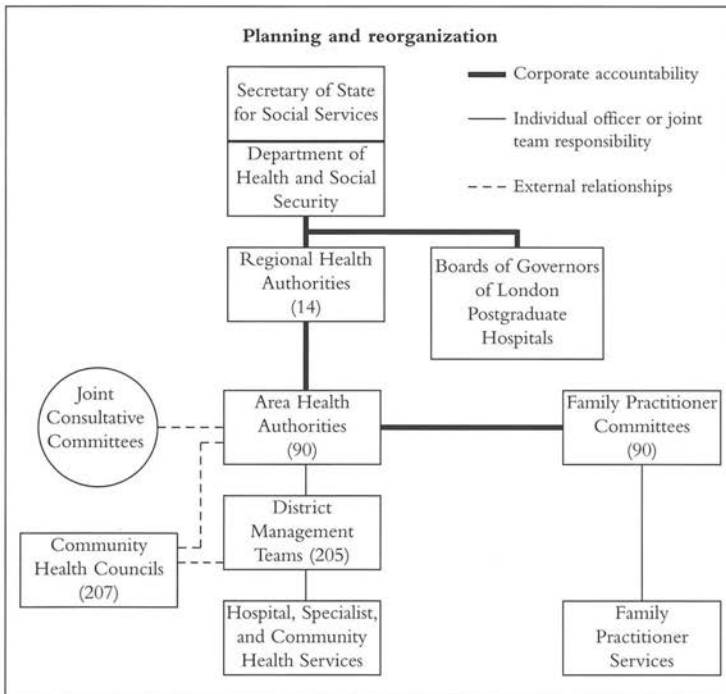 Planning and reorganization
Secretary of State
for Social Services
Department of
Health and Social
Security
Corporate accountability
Individual officer or joint
team responsibility
External relationships
Regional Health
Authorities
(14)
Boards of Governors
of London
Postgraduate
Hospitals
Joint
Consultative
Committees
Area Health
Authorities
(90)
Family Practitioner
Committees
(90)
District
Management
Teams (205)
Community
Health Councils
(207)
Hospital, Specialist,
and Community
Health Services
Family
Practitioner
Services